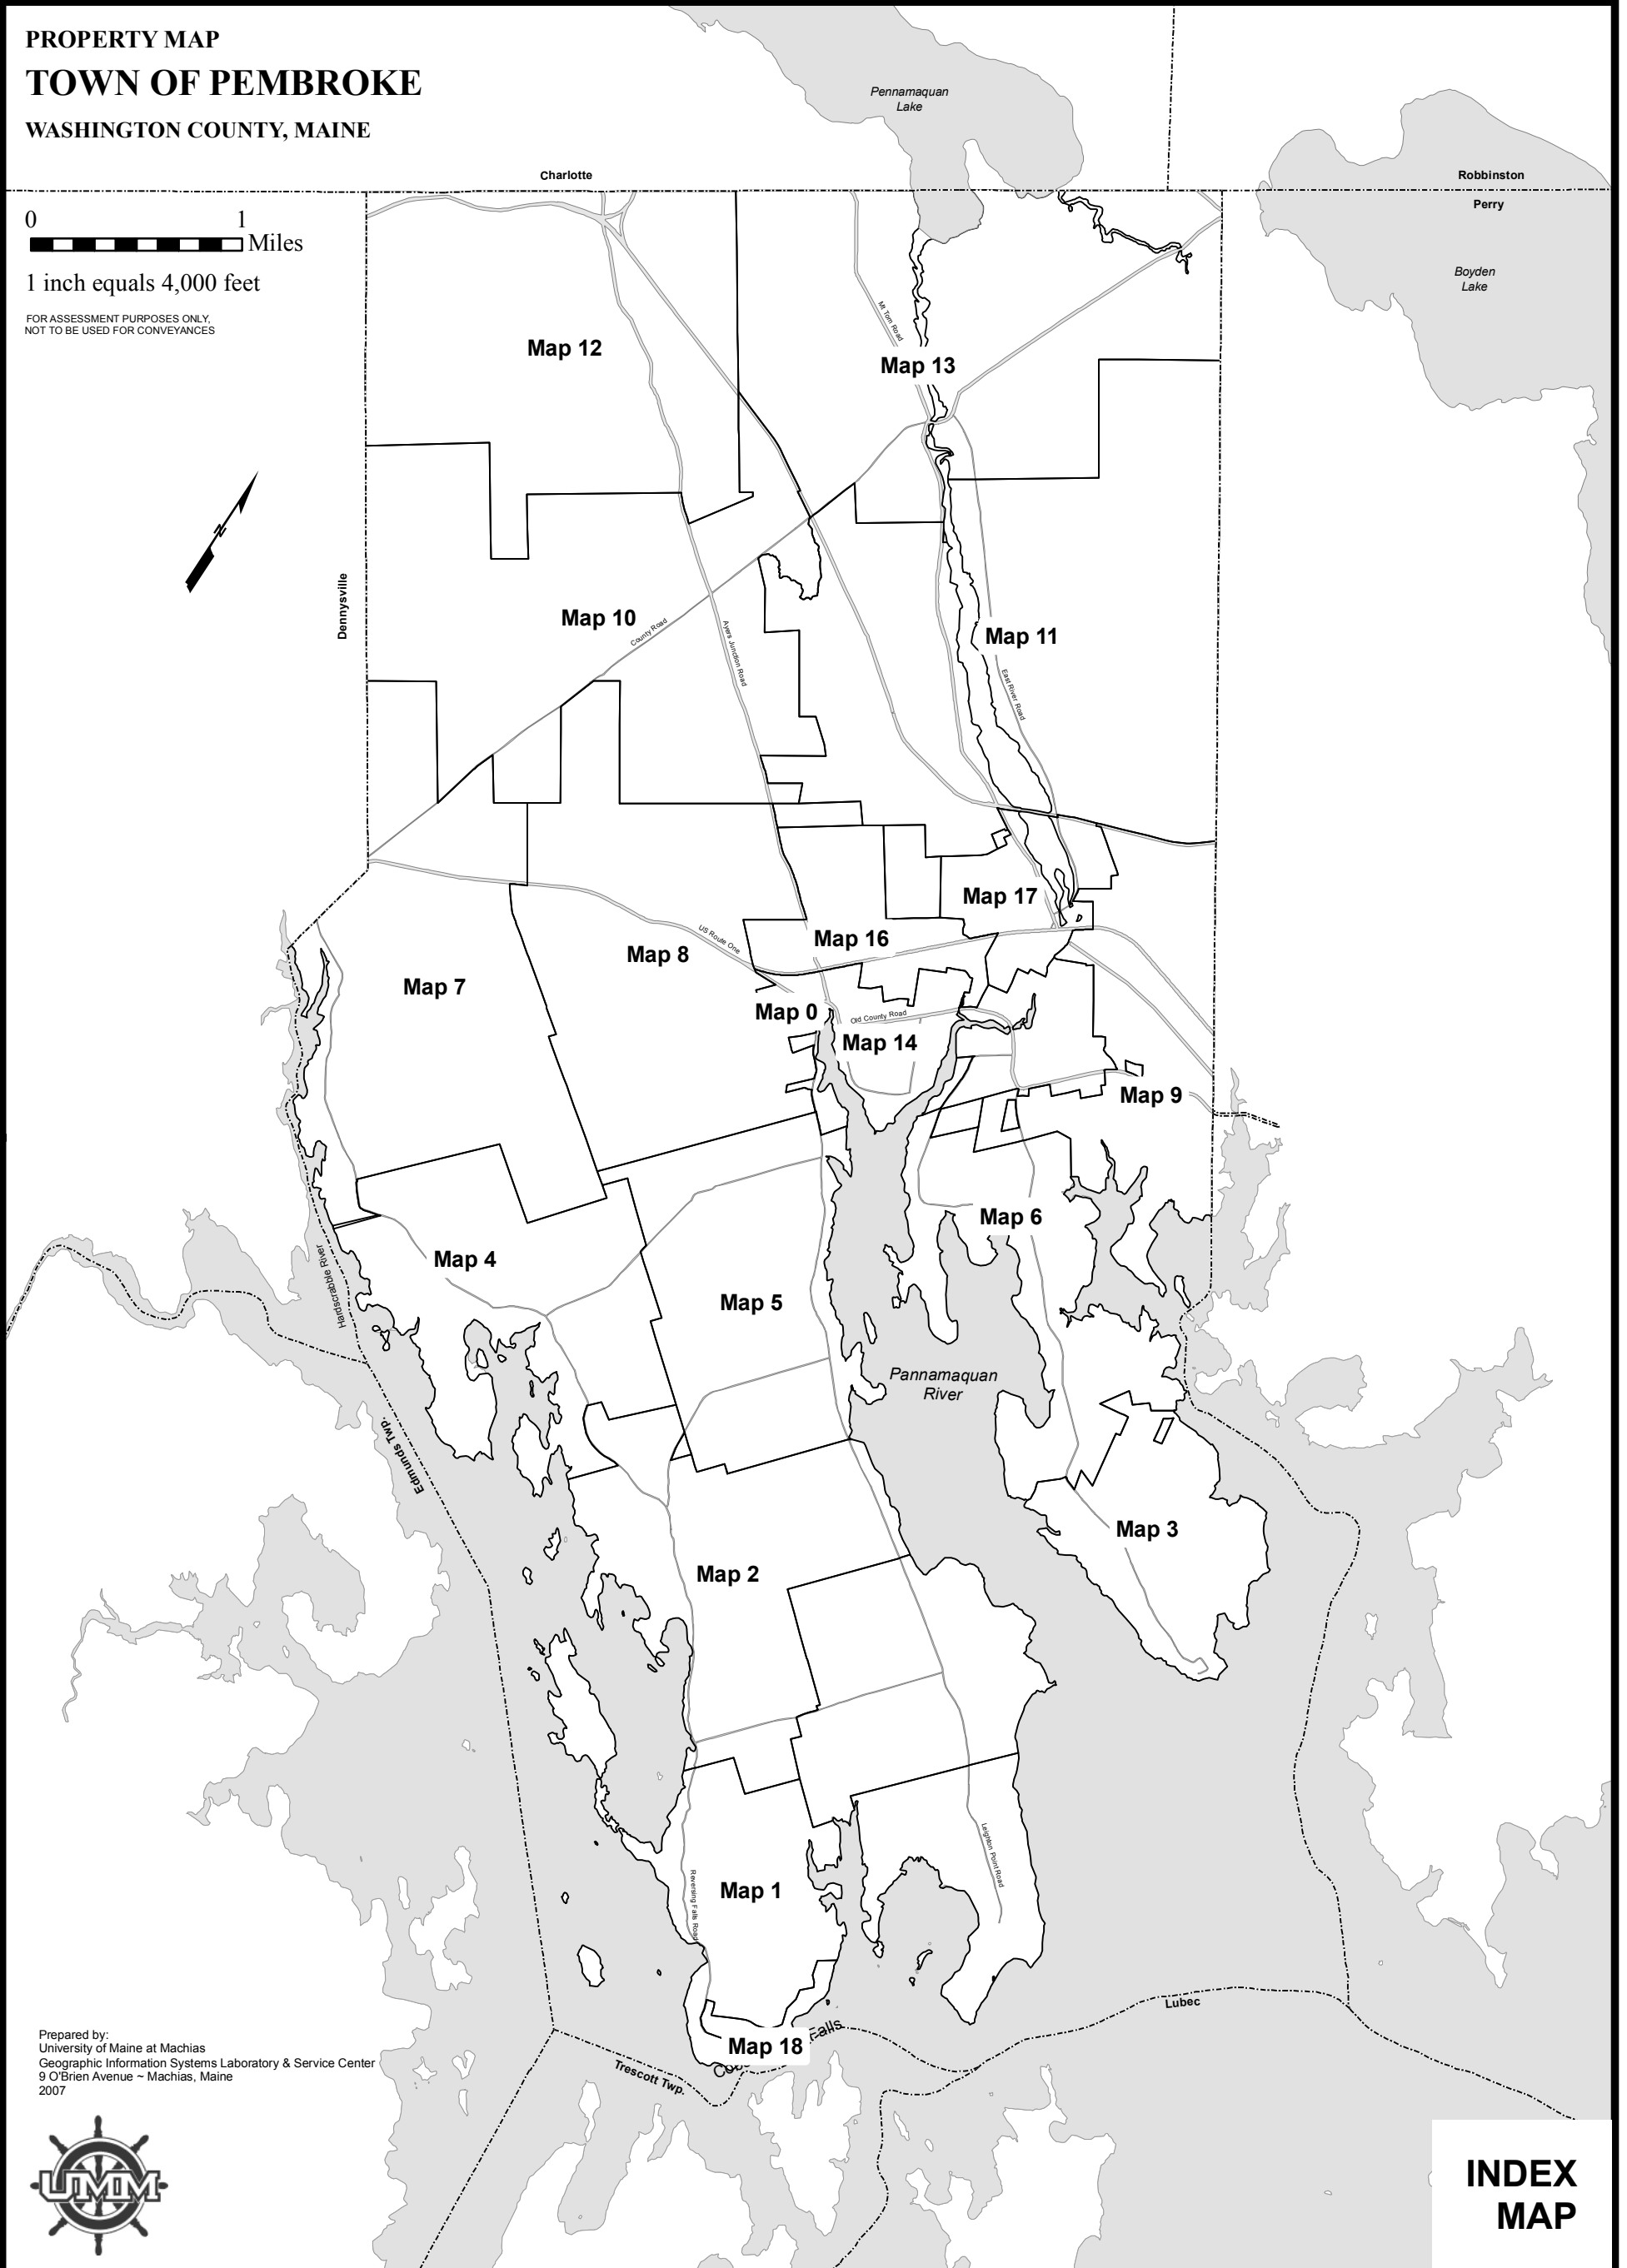 PROPERTY MAP
TOWN OF PEMBROKE
WASHINGTON COUNTY, MAINE
Pennamaquan
Lake
Charlotte
Robbinston
Perry
0 1
Miles
1 inch equals 4,000 feet
FOR ASSESSMENT PURPOSES ONLY,
NOT TO BE USED FOR CONVEYANCES
Boyden
Lake
Mt Tom Road
Map 12
Map 13
N
Dennysville
Map 10
County Road
Ayers Junction Road
Map 11
East River Road
Map 17
Map 16
US Route One
Map 8
Map 7
Map 0
Old County Road
Map 14
Map 9
Map 6
Map 4
Hardscrabble River
Map 5
Pannamaquan
River
Edmunds Twp.
Map 3
Map 2
Leighton Point Road
Reversing Falls Road
Map 1
Lubec
Falls
Map 18
Trescott Twp.
Prepared by:
University of Maine at Machias
Geographic Information Systems Laboratory & Service Center
9 O'Brien Avenue ~ Machias, Maine
2007
UMM
INDEX
MAP